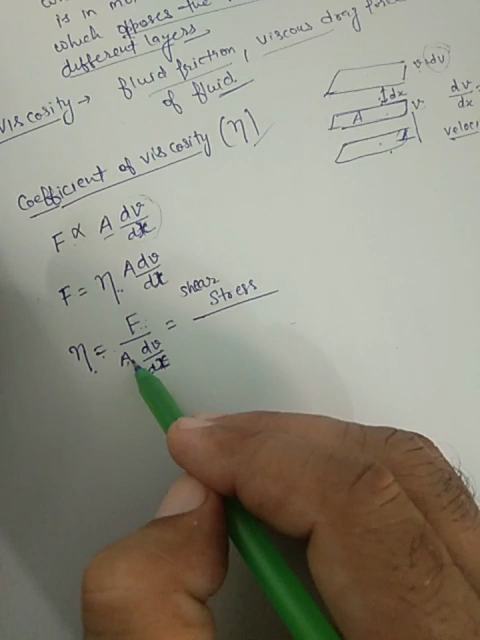 is in mo
which opposes the
different layers
Viscosity → fluid friction, viscous drag force
of fluid.
v+dv
dx
A
v
dv/dx =
veloci
Coefficient of viscosity (η)
F ∝ A dv/dx
F = η A dv/dx
η = F / A dv/dx = shear stress